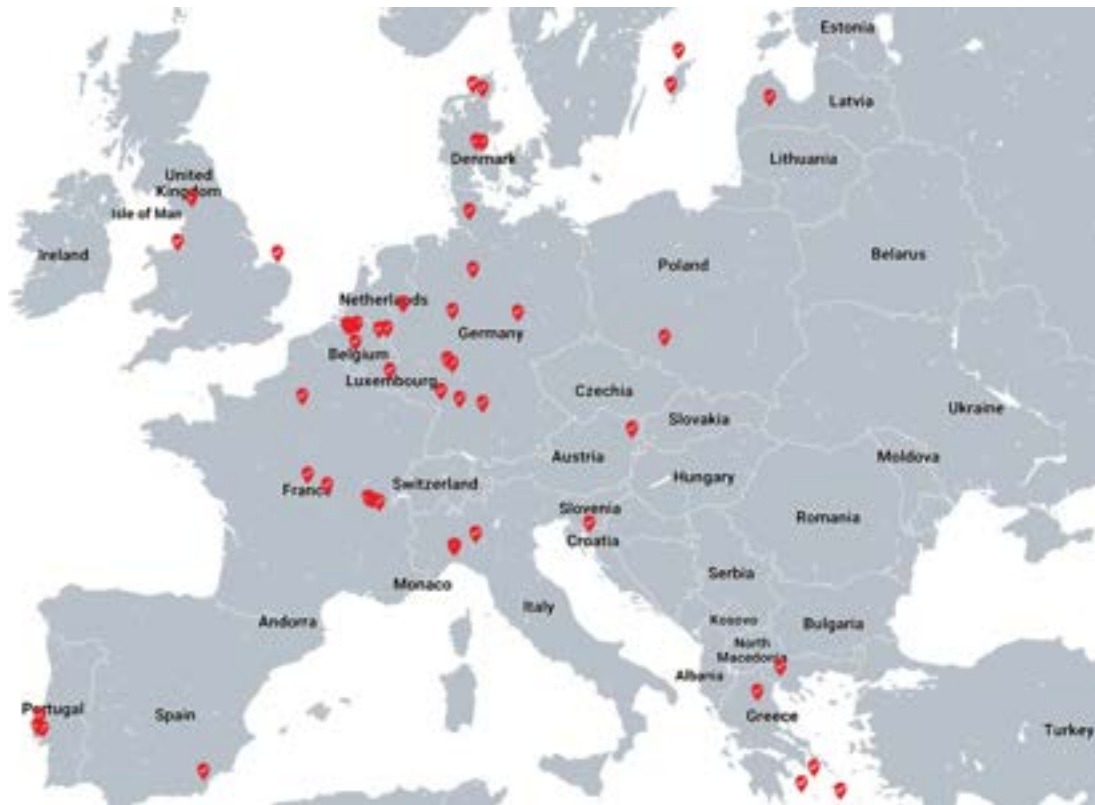 Estonia
Latvia
Lithuania
Denmark
United
Kingdom
Isle of Man
Ireland
Belarus
Poland
Netherlands
Germany
Belgium
Luxembourg
Czechia
Slovakia
Ukraine
Austria
Moldova
Hungary
Switzerland
France
Slovenia
Romania
Croatia
Serbia
Monaco
Italy
Andorra
Kosovo
Bulgaria
North
Macedonia
Albania
Portugal
Spain
Greece
Turkey